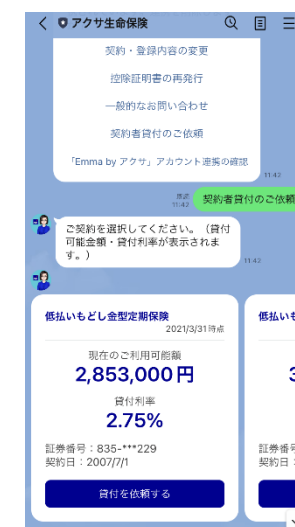 アクサ生命保険
契約・登録内容の変更
控除証明書の再発行
一般的なお問い合わせ
契約者貸付のご依頼
「Emma by アクサ」アカウント連携の確認
11:42
既読
11:42
契約者貸付のご依頼
ご契約を選択してください。（貸付
可能金額・貸付利率が表示されま
す。）
11:42
低払いもどし金型定期保険
2021/3/31時点
現在のご利用可能額
2,853,000円
貸付利率
2.75%
証券番号：835-***229
契約日：2007/7/1
貸付を依頼する
低払いも
3
証券番号
契約日：